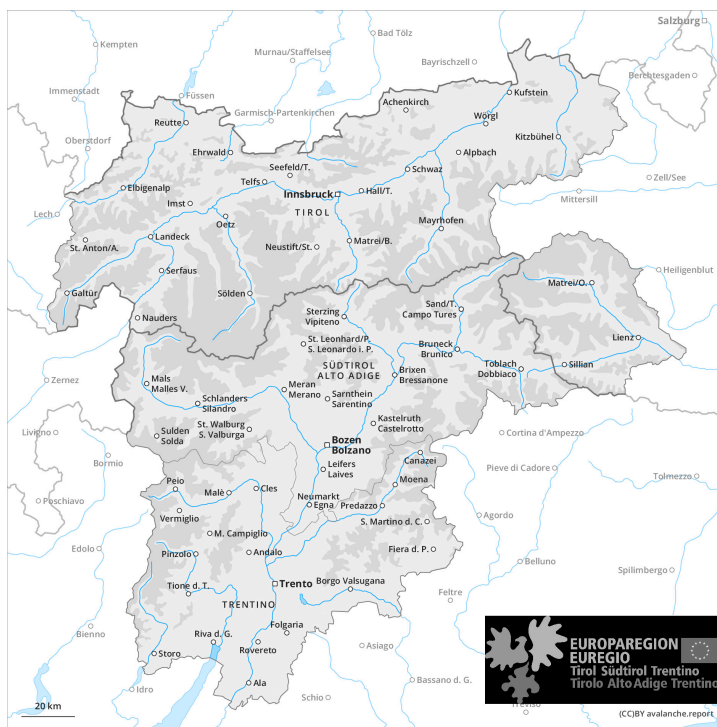 Salzburg
Kempten
Bad Tölz
Murnau/Staffelsee
Bayrischzell
Berchtesgaden
Immenstadt
Füssen
Kufstein
Garmisch-Partenkirchen
Achenkirch
Reutte
Wörgl
Oberstdorf
Kitzbühel
Ehrwald
Alpbach
Seefeld/T.
Schwaz
Telfs
Zell/See
Elbigenalp
Innsbruck
Hall/T.
Mittersill
Imst
TIROL
Lech
Oetz
Mayrhofen
St. Anton/A.
Landeck
Neustift/St.
Matrei/B.
Serfaus
Heiligenblut
Matrei/O.
Galtür
Sölden
Sand/T.
Campo Tures
Nauders
Sterzing
Vipiteno
Lienz
St. Leonhard/P.
S. Leonardo i. P.
Bruneck
Brunico
SÜDTIROL
ALTO ADIGE
Toblach
Dobbiaco
Sillian
Brixen
Bressanone
Zernez
Mals
Malles V.
Meran
Merano
Schlanders
Silandro
Sarnthein
Sarentino
St. Walburg
S. Valburga
Kastelruth
Castelrotto
Livigno
Sulden
Solda
Cortina d'Ampezzo
Bozen
Bolzano
Bormio
Canazei
Pieve di Cadore
Leifers
Laives
Tolmezzo
Peio
Moena
Malè
Cles
Neumarkt
Egna
Predazzo
Poschiavo
Vermiglio
Agordo
S. Martino d. C.
M. Campiglio
Edolo
Pinzolo
Andalo
Fiera d. P.
Belluno
Trento
Borgo Valsugana
Spilimbergo
Tione d. T.
Feltre
TRENTINO
Bienno
Folgaria
Riva d. G.
Rovereto
Asiago
Storo
Ala
Bassano d. G.
Idro
Schio
Treviso
20 km
EUROPAREGION
EUREGIO
Tirol Südtirol Trentino
Tirolo Alto Adige Trentino
(CC)BY avalanche.report